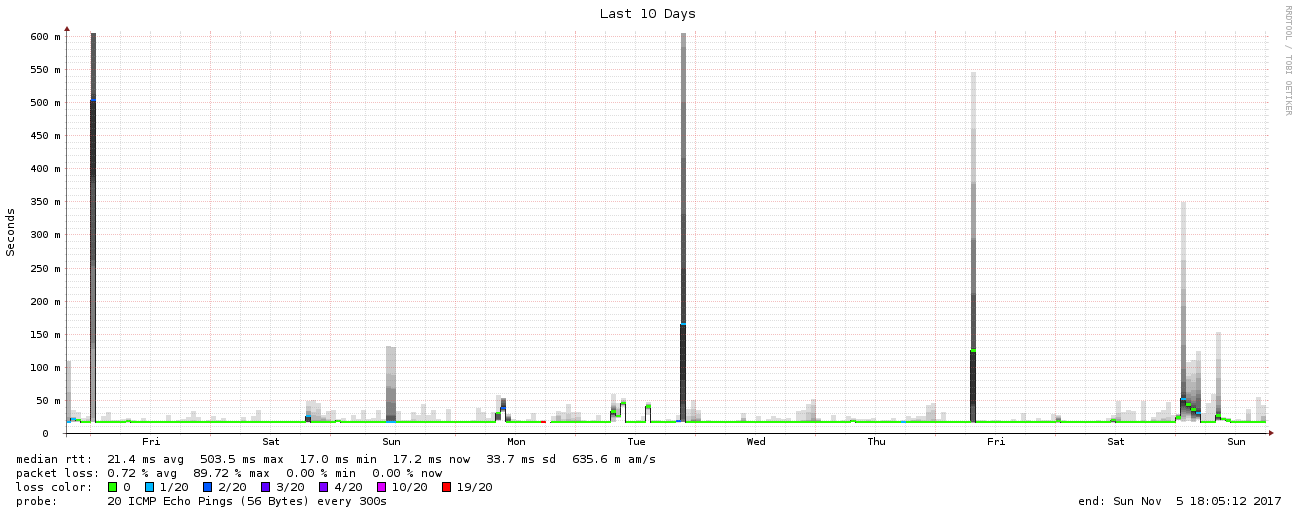 Last 10 Days
RRDTOOL / TOBI OETIKER
Seconds
600 m
550 m
500 m
450 m
400 m
350 m
300 m
250 m
200 m
150 m
100 m
50 m
0
Fri Sat Sun Mon Tue Wed Thu Fri Sat Sun
median rtt: 21.4 ms avg 503.5 ms max 17.0 ms min 17.2 ms now 33.7 ms sd 635.6 m am/s
packet loss: 0.72 % avg 89.72 % max 0.00 % min 0.00 % now
loss color: 0 1/20 2/20 3/20 4/20 10/20 19/20
probe: 20 ICMP Echo Pings (56 Bytes) every 300s end: Sun Nov 5 18:05:12 2017